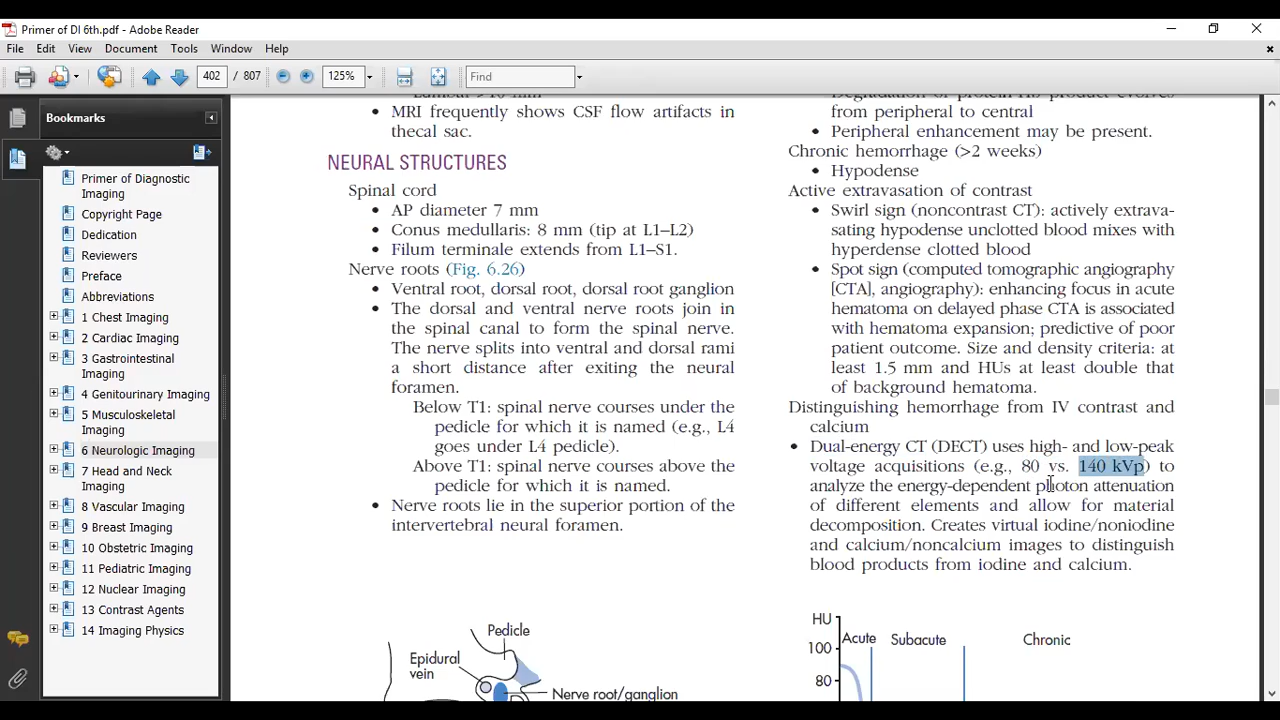 Primer of DI 6th.pdf - Adobe Reader
File Edit View Document Tools Window Help
402 / 807 125% Find
Bookmarks
Primer of Diagnostic
Imaging
Copyright Page
Dedication
Reviewers
Preface
Abbreviations
1 Chest Imaging
2 Cardiac Imaging
3 Gastrointestinal
Imaging
4 Genitourinary Imaging
5 Musculoskeletal
Imaging
6 Neurologic Imaging
7 Head and Neck
Imaging
8 Vascular Imaging
9 Breast Imaging
10 Obstetric Imaging
11 Pediatric Imaging
12 Nuclear Imaging
13 Contrast Agents
14 Imaging Physics
• MRI frequently shows CSF flow artifacts in
thecal sac.
NEURAL STRUCTURES
Spinal cord
• AP diameter 7 mm
• Conus medullaris: 8 mm (tip at L1–L2)
• Filum terminale extends from L1–S1.
Nerve roots (Fig. 6.26)
• Ventral root, dorsal root, dorsal root ganglion
• The dorsal and ventral nerve roots join in
the spinal canal to form the spinal nerve.
The nerve splits into ventral and dorsal rami
a short distance after exiting the neural
foramen.
Below T1: spinal nerve courses under the
pedicle for which it is named (e.g., L4
goes under L4 pedicle).
Above T1: spinal nerve courses above the
pedicle for which it is named.
• Nerve roots lie in the superior portion of the
intervertebral neural foramen.
Pedicle
Epidural
vein
Nerve root/ganglion
from peripheral to central
• Peripheral enhancement may be present.
Chronic hemorrhage (>2 weeks)
• Hypodense
Active extravasation of contrast
• Swirl sign (noncontrast CT): actively extrava-
sating hypodense unclotted blood mixes with
hyperdense clotted blood
• Spot sign (computed tomographic angiography
[CTA], angiography): enhancing focus in acute
hematoma on delayed phase CTA is associated
with hematoma expansion; predictive of poor
patient outcome. Size and density criteria: at
least 1.5 mm and HUs at least double that
of background hematoma.
Distinguishing hemorrhage from IV contrast and
calcium
• Dual-energy CT (DECT) uses high- and low-peak
voltage acquisitions (e.g., 80 vs. 140 kVp) to
analyze the energy-dependent photon attenuation
of different elements and allow for material
decomposition. Creates virtual iodine/noniodine
and calcium/noncalcium images to distinguish
blood products from iodine and calcium.
HU
Acute Subacute Chronic
100
80